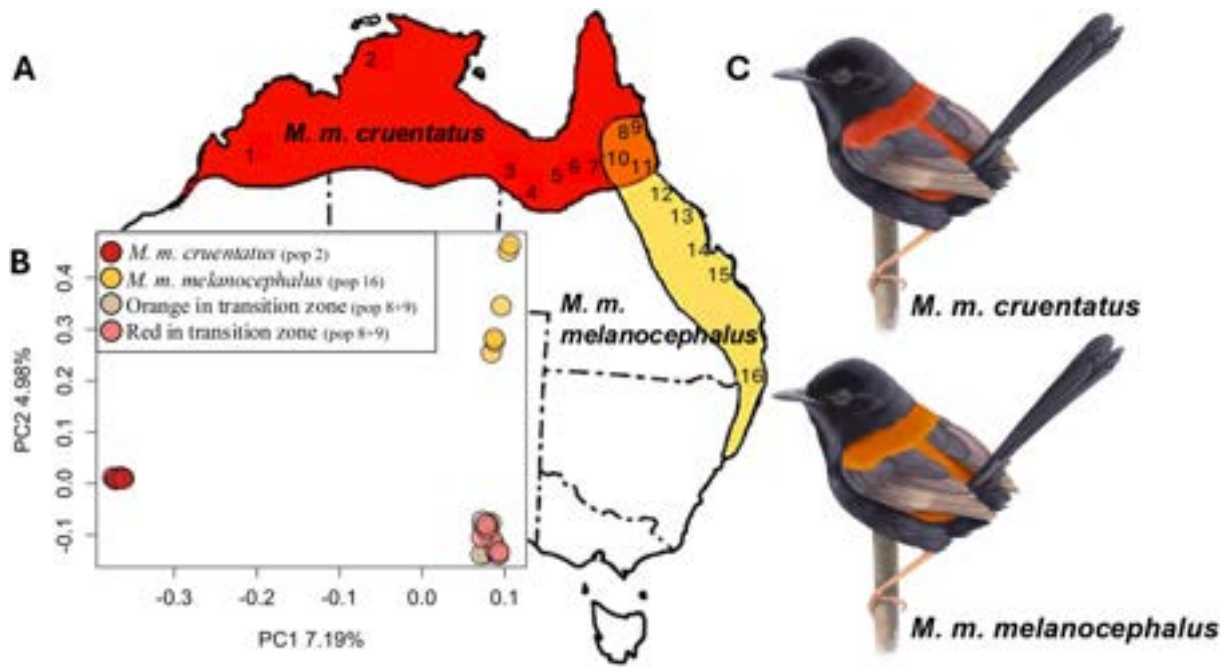 A
2
M. m. cruentatus
1
3
4
5
6
7
8
9
10
11
12
13
14
15
16
M. m.
melanocephalus
B
M. m. cruentatus (pop 2)
M. m. melanocephalus (pop 16)
Orange in transition zone (pop 8+9)
Red in transition zone (pop 8+9)
PC2 4.98%
0.4
0.3
0.2
0.1
0.0
-0.1
-0.3
-0.2
-0.1
0.0
0.1
PC1 7.19%
C
M. m. cruentatus
M. m. melanocephalus